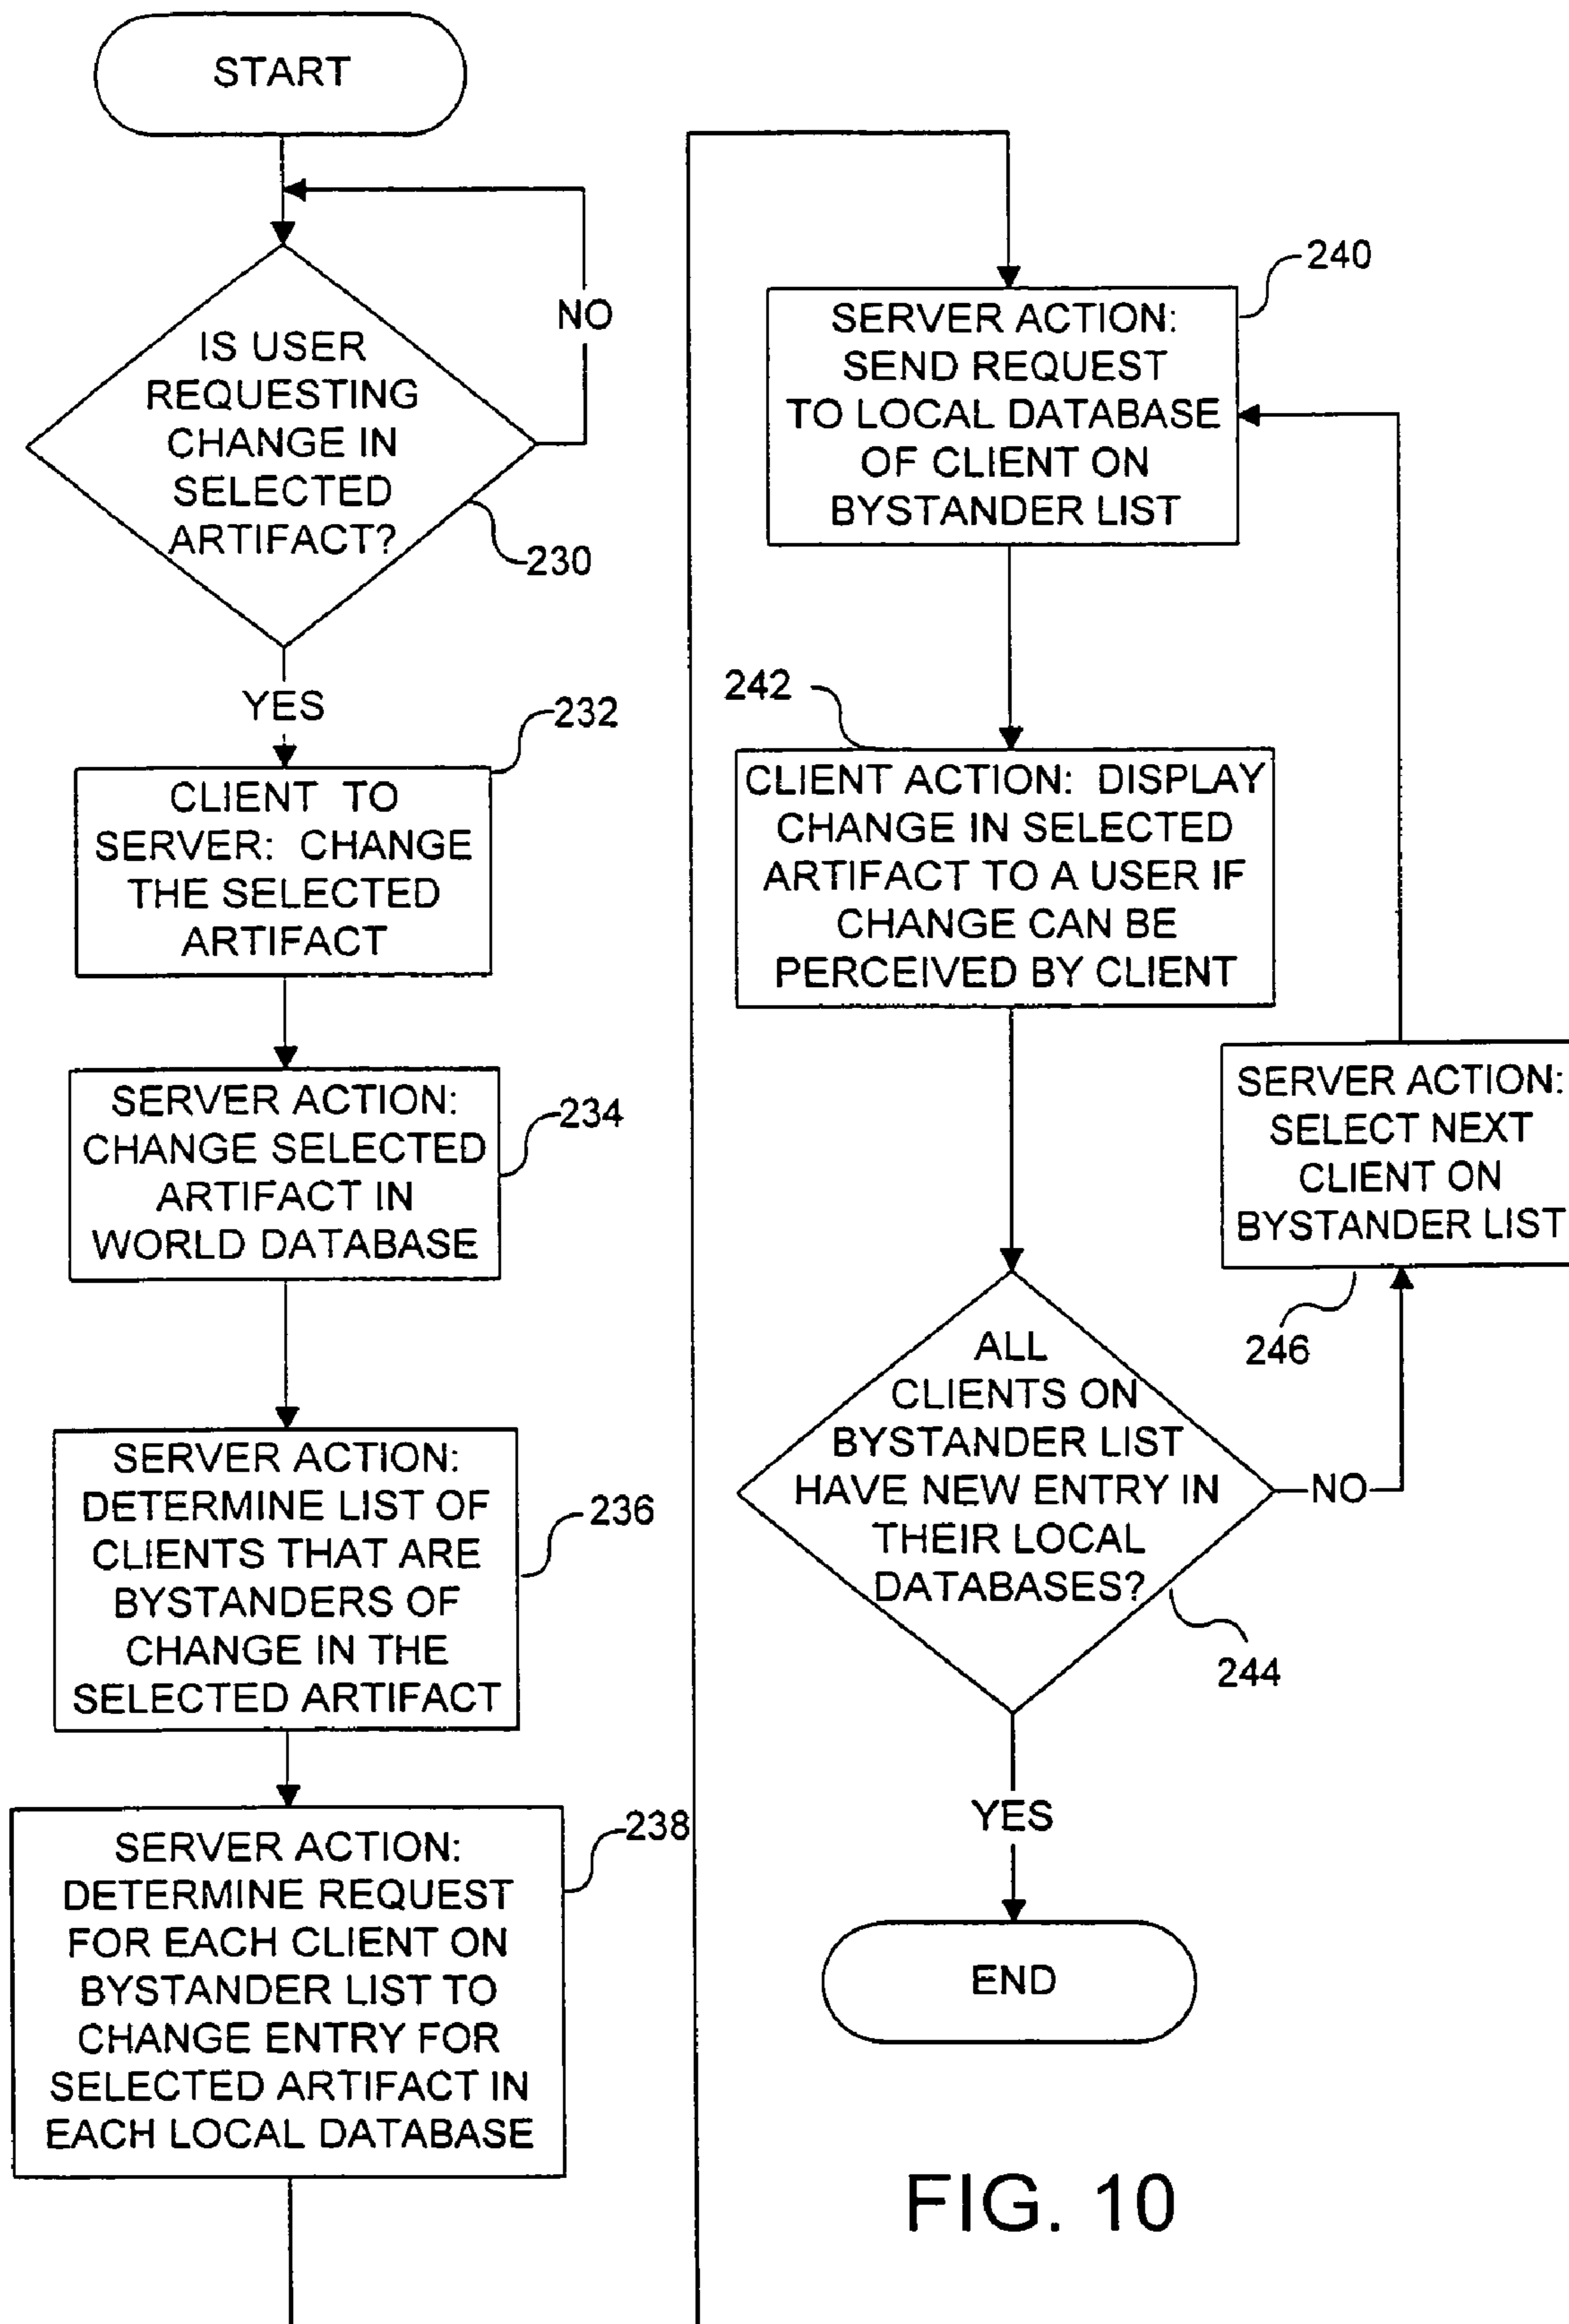 START
NO
IS USER
REQUESTING
CHANGE IN
SELECTED
ARTIFACT?
230
YES
232
CLIENT TO
SERVER: CHANGE
THE SELECTED
ARTIFACT
SERVER ACTION:
CHANGE SELECTED
ARTIFACT IN
WORLD DATABASE
234
SERVER ACTION:
DETERMINE LIST OF
CLIENTS THAT ARE
BYSTANDERS OF
CHANGE IN THE
SELECTED ARTIFACT
236
238
SERVER ACTION:
DETERMINE REQUEST
FOR EACH CLIENT ON
BYSTANDER LIST TO
CHANGE ENTRY FOR
SELECTED ARTIFACT IN
EACH LOCAL DATABASE
240
SERVER ACTION:
SEND REQUEST
TO LOCAL DATABASE
OF CLIENT ON
BYSTANDER LIST
242
CLIENT ACTION: DISPLAY
CHANGE IN SELECTED
ARTIFACT TO A USER IF
CHANGE CAN BE
PERCEIVED BY CLIENT
SERVER ACTION:
SELECT NEXT
CLIENT ON
BYSTANDER LIST
246
ALL
CLIENTS ON
BYSTANDER LIST
HAVE NEW ENTRY IN
THEIR LOCAL
DATABASES?
NO
244
YES
END
FIG. 10